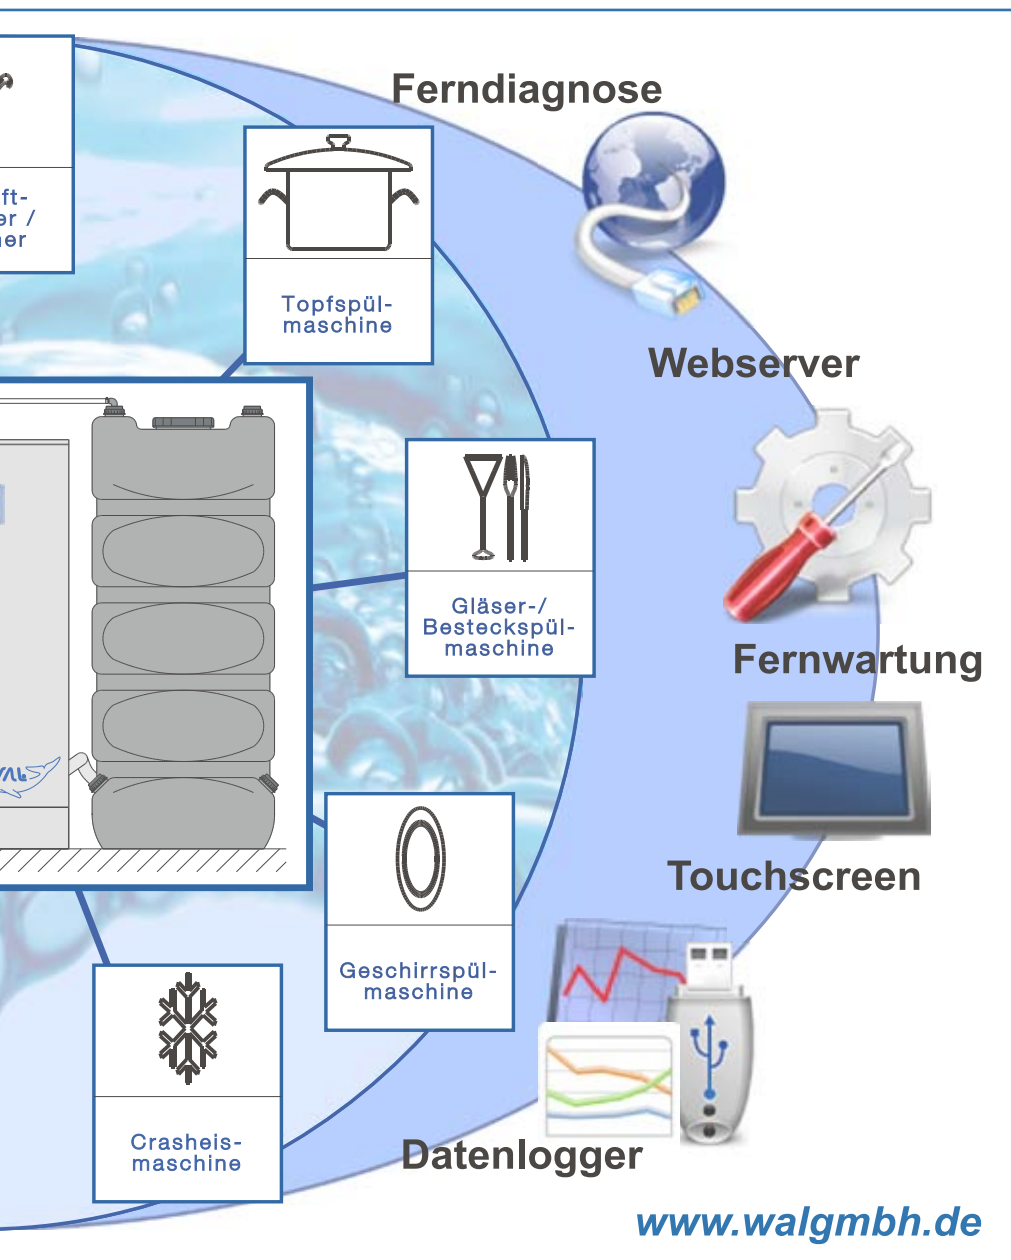 Ferndiagnose
Topfspül-
maschine
Webserver
Gläser-/
Besteckspül-
maschine
Fernwartung
Touchscreen
Geschirrspül-
maschine
Crasheis-
maschine
Datenlogger
www.walgmbh.de